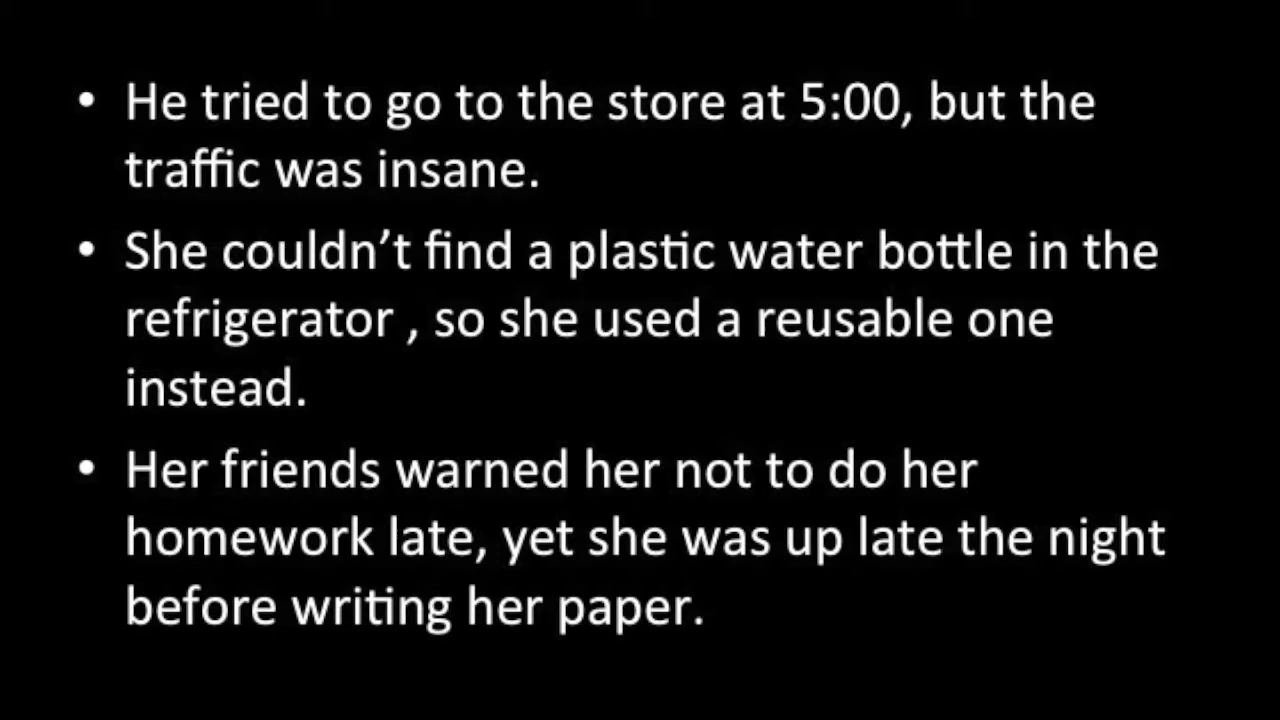 • He tried to go to the store at 5:00, but the
traffic was insane.
• She couldn’t find a plastic water bottle in the
refrigerator , so she used a reusable one
instead.
• Her friends warned her not to do her
homework late, yet she was up late the night
before writing her paper.